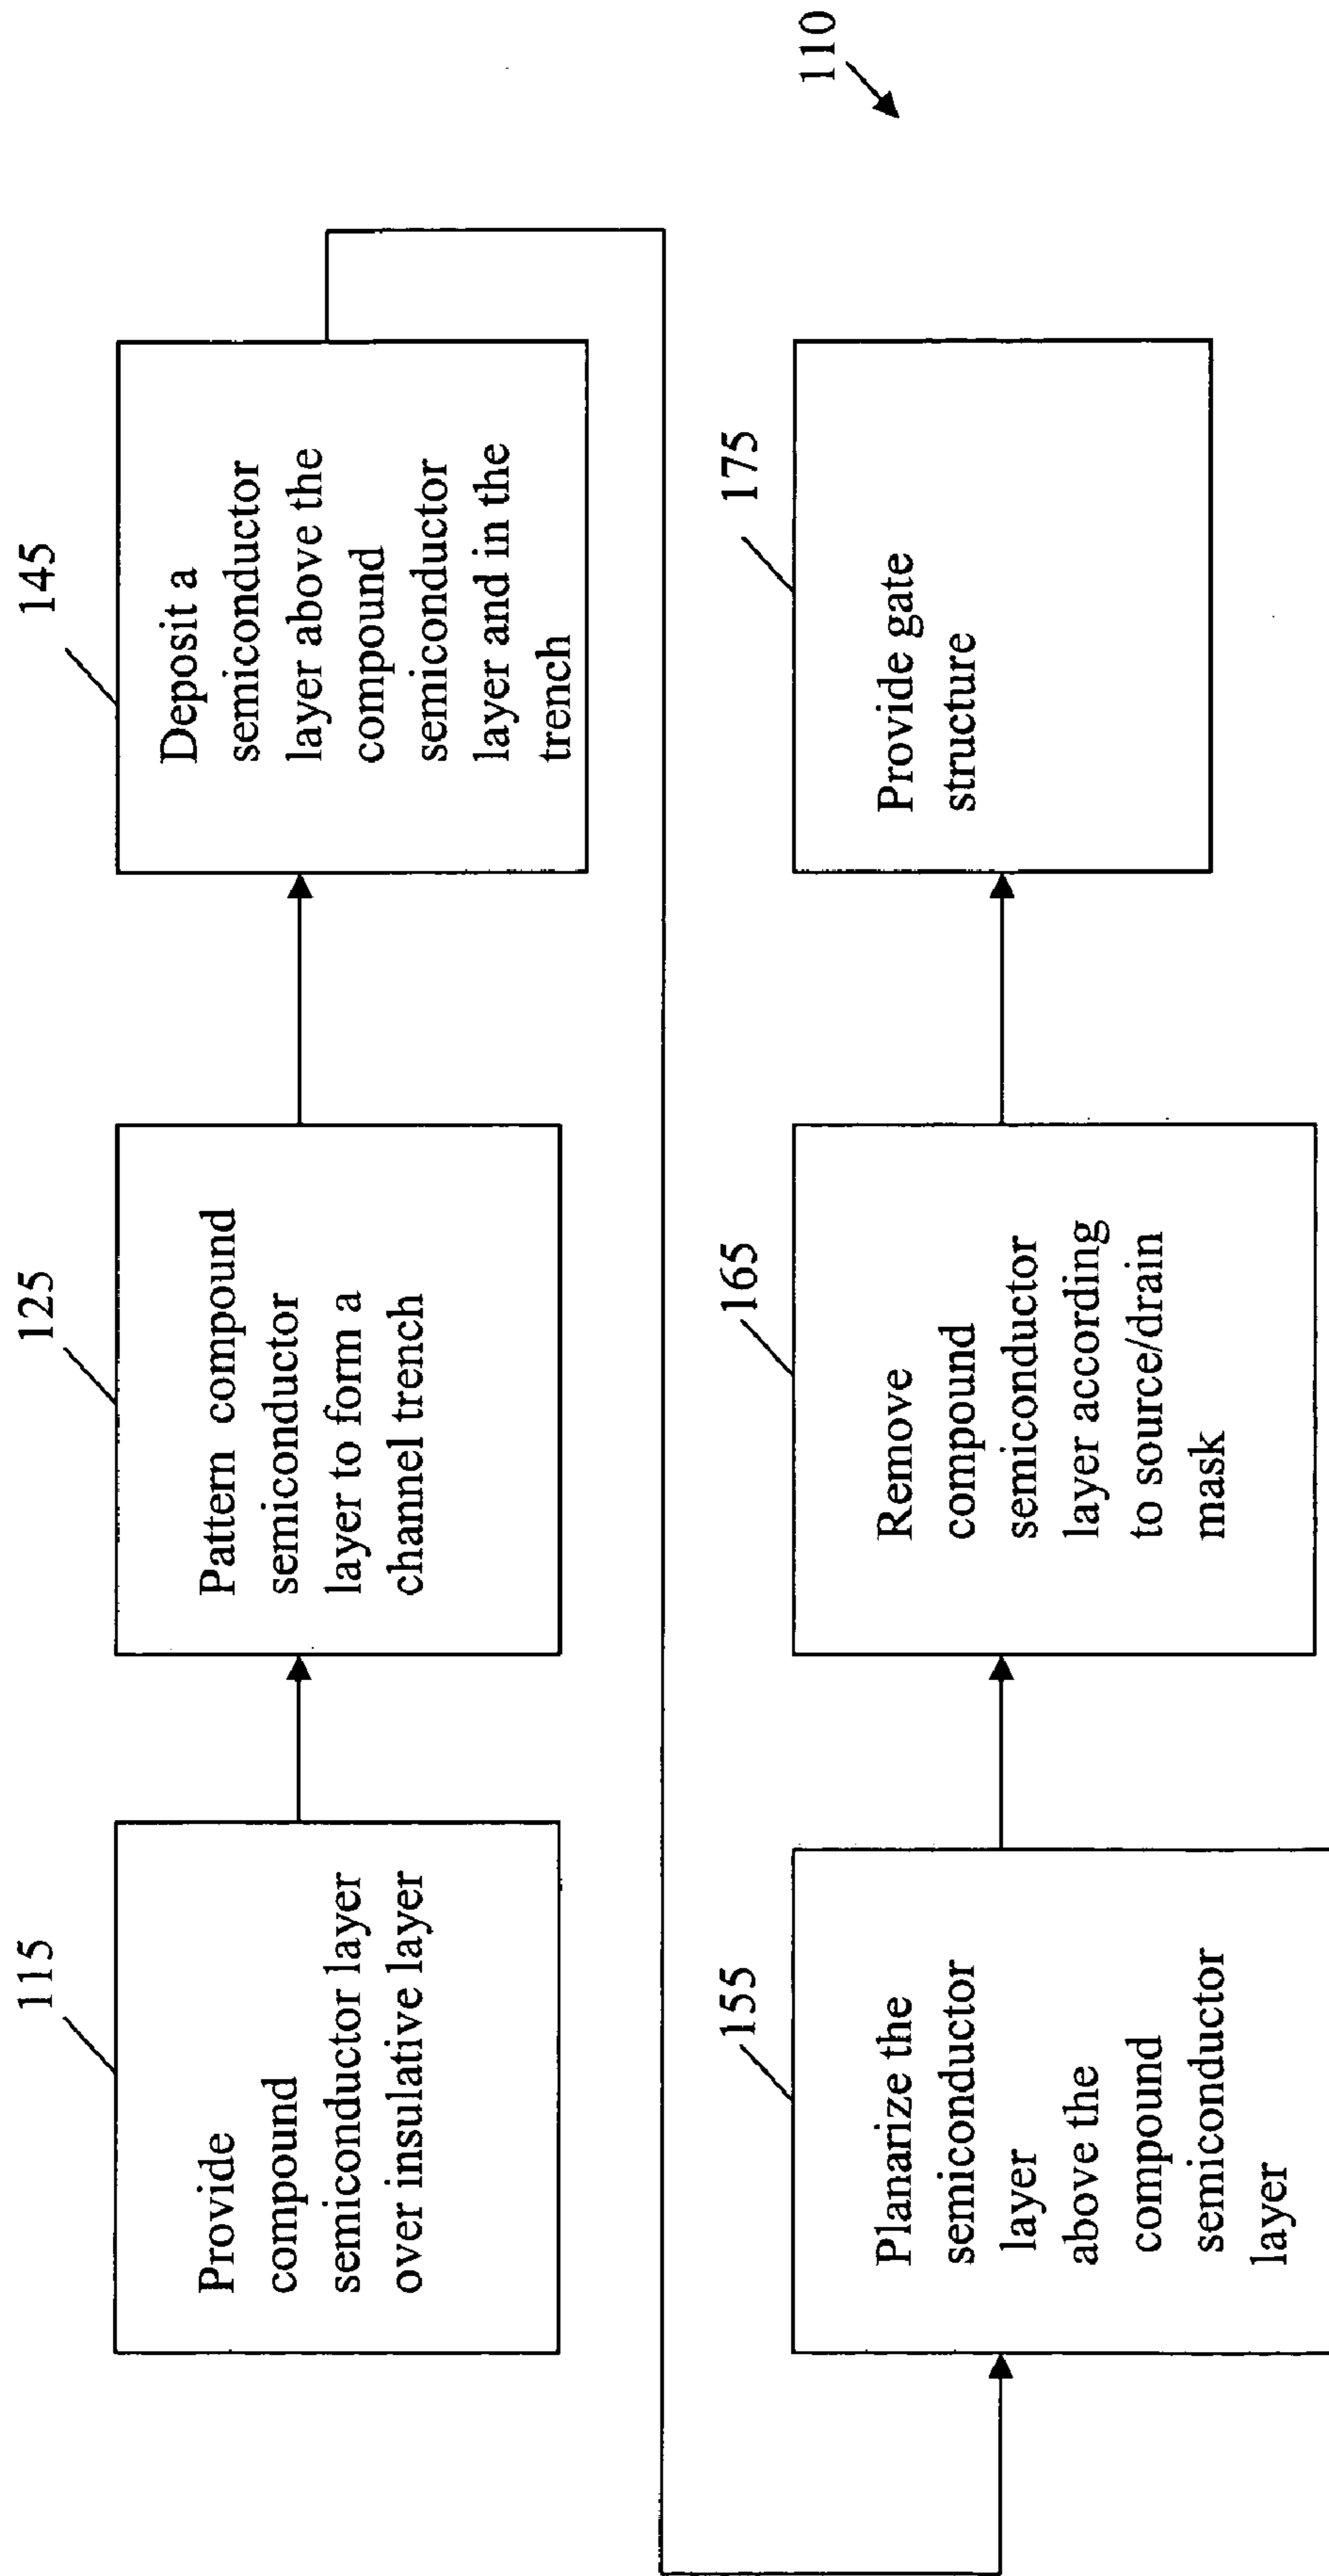 115
Provide
compound
semiconductor layer
over insulative layer
125
Pattern compound
semiconductor
layer to form a
channel trench
145
Deposit a
semiconductor
layer above the
compound
semiconductor
layer and in the
trench
155
Planarize the
semiconductor
layer
above the
compound
semiconductor
layer
165
Remove
compound
semiconductor
layer according
to source/drain
mask
175
Provide gate
structure
110